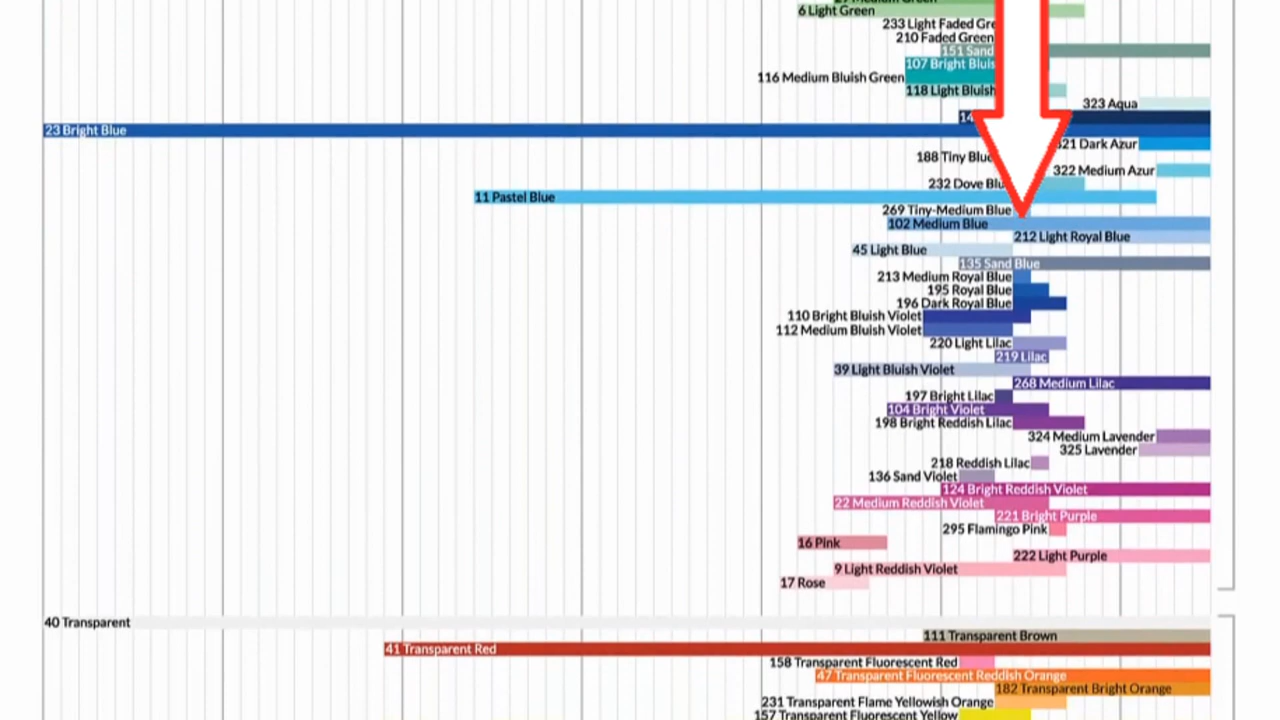 6 Light Green
233 Light Faded Gre
210 Faded Green
151 Sand
107 Bright Bluis
116 Medium Bluish Green
118 Light Bluish
323 Aqua
14
23 Bright Blue
321 Dark Azur
188 Tiny Blue
322 Medium Azur
232 Dove Blu
11 Pastel Blue
269 Tiny-Medium Blue
102 Medium Blue
212 Light Royal Blue
45 Light Blue
135 Sand Blue
213 Medium Royal Blue
195 Royal Blue
196 Dark Royal Blue
110 Bright Bluish Violet
112 Medium Bluish Violet
220 Light Lilac
219 Lilac
39 Light Bluish Violet
268 Medium Lilac
197 Bright Lilac
104 Bright Violet
198 Bright Reddish Lilac
324 Medium Lavender
325 Lavender
218 Reddish Lilac
136 Sand Violet
124 Bright Reddish Violet
22 Medium Reddish Violet
221 Bright Purple
295 Flamingo Pink
16 Pink
222 Light Purple
9 Light Reddish Violet
17 Rose
40 Transparent
111 Transparent Brown
41 Transparent Red
158 Transparent Fluorescent Red
47 Transparent Fluorescent Reddish Orange
182 Transparent Bright Orange
231 Transparent Flame Yellowish Orange
157 Transparent Fluorescent Yellow